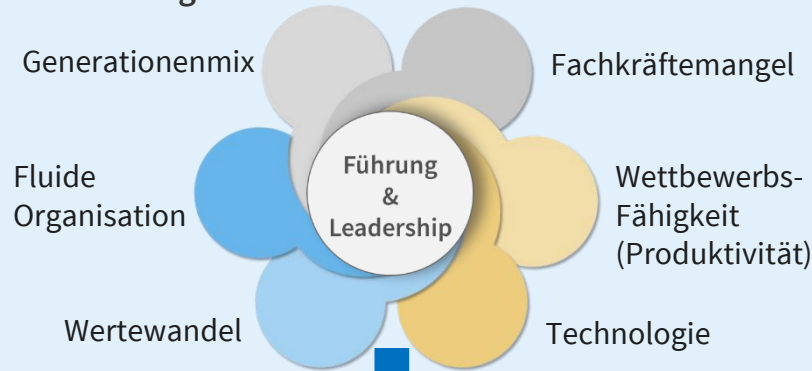 Generationenmix
Fachkräftemangel
Führung
&
Leadership
Fluide
Organisation
Wettbewerbs-
Fähigkeit
(Produktivität)
Wertewandel
Technologie